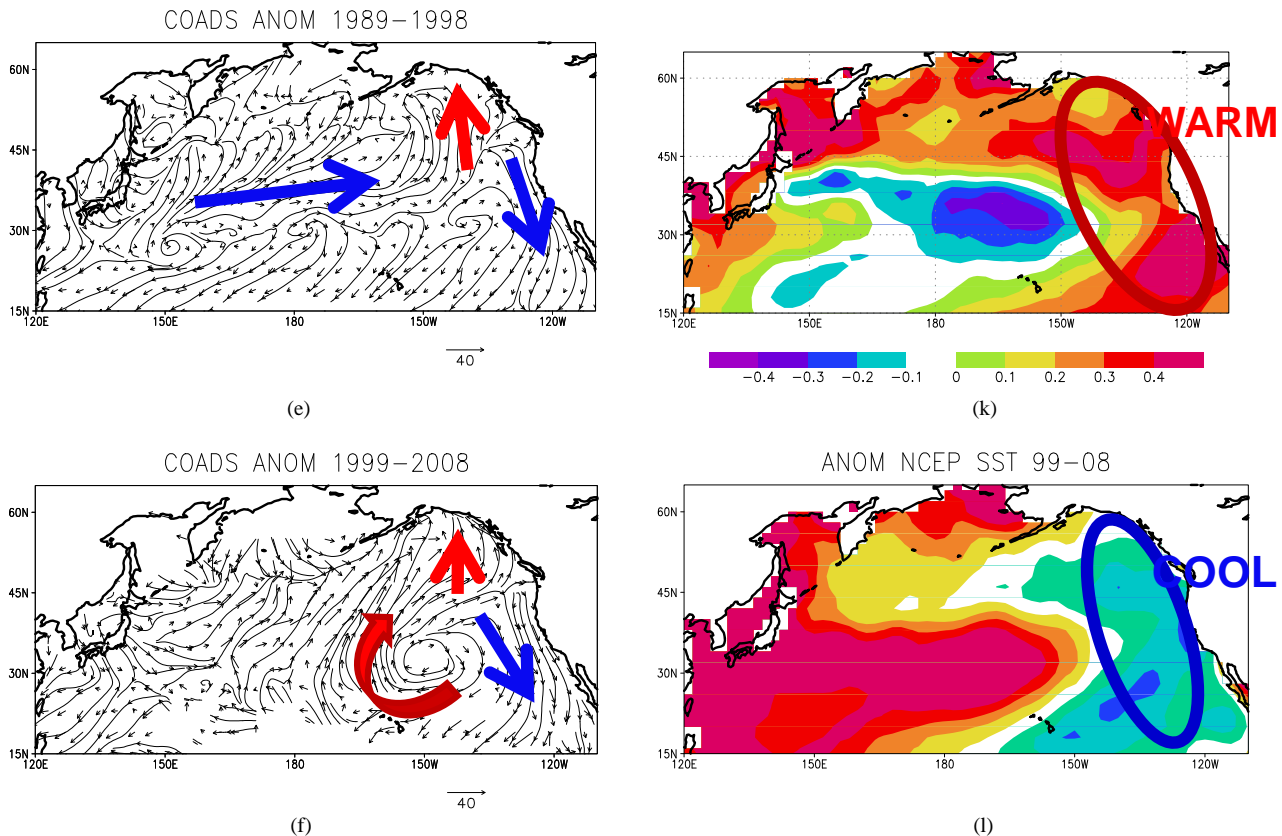 COADS ANOM 1989-1998
60N
45N
30N
15N
120E 150E 180 150W 120W
40
(e)
WARM
60N
45N
30N
15N
120E 150E 180 150W 120W
-0.4 -0.3 -0.2 -0.1 0 0.1 0.2 0.3 0.4
(k)
COADS ANOM 1999-2008
60N
45N
30N
15N
120E 150E 180 150W 120W
40
(f)
ANOM NCEP SST 99-08
COOL
60N
45N
30N
15N
120E 150E 180 150W 120W
(l)